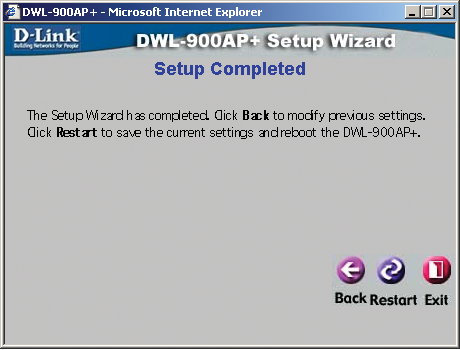 DWL-900AP+ - Microsoft Internet Explorer
D-Link
Building Networks for People
DWL-900AP+ Setup Wizard
Setup Completed
The Setup Wizard has completed. Click Back to modify previous settings.
Click Restart to save the current settings and reboot the DWL-900AP+.
Back Restart Exit